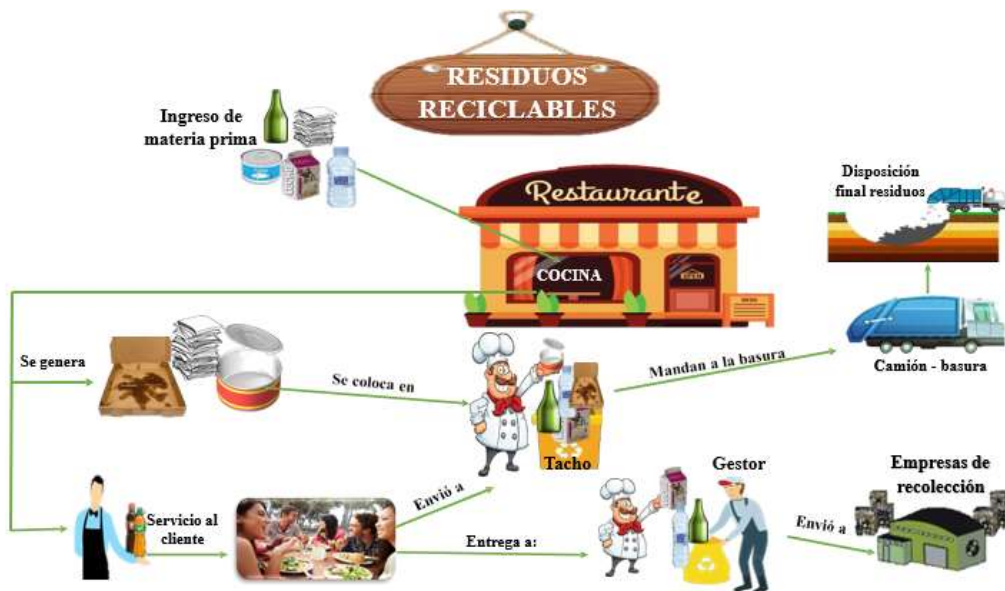 RESIDUOS
RECICLABLES
Ingreso de
materia prima
Restaurante
COCINA
OPEN
Disposición
final residuos
Camión - basura
Se genera
Se coloca en
Mandan a la basura
Tacho
Servicio al
cliente
Envió a
Entrega a:
Gestor
Envió a
Empresas de
recolección